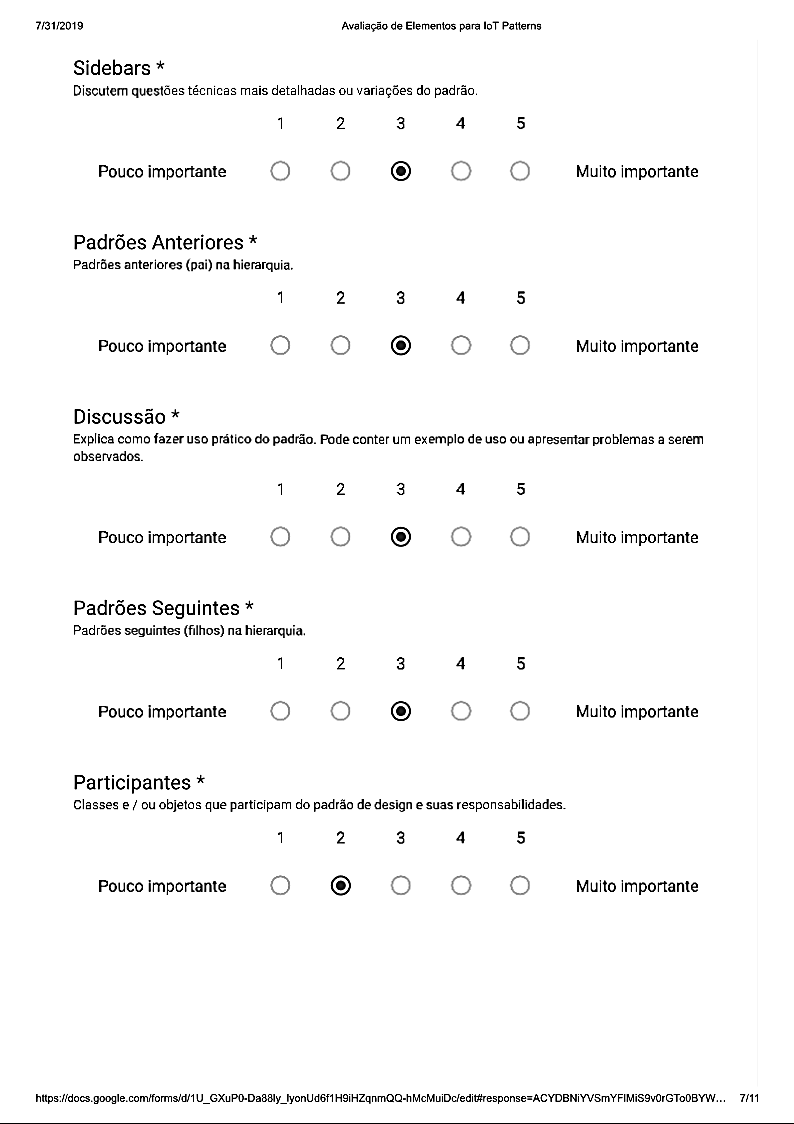 7/31/2019 Avaliação de Elementos para IoT Patterns
Sidebars *
Discutem questões técnicas mais detalhadas ou variações do padrão.
1 2 3 4 5
Pouco importante Muito importante
Padrões Anteriores *
Padrões anteriores (pai) na hierarquia.
1 2 3 4 5
Pouco importante Muito importante
Discussão *
Explica como fazer uso prático do padrão. Pode conter um exemplo de uso ou apresentar problemas a serem
observados.
1 2 3 4 5
Pouco importante Muito importante
Padrões Seguintes *
Padrões seguintes (filhos) na hierarquia.
1 2 3 4 5
Pouco importante Muito importante
Participantes *
Classes e / ou objetos que participam do padrão de design e suas responsabilidades.
1 2 3 4 5
Pouco importante Muito importante
https://docs.google.com/forms/d/1U_GXuP0-Da88ly_lyonUd6f1H9iHZqnmQQ-hMcMuiDc/edit#response=ACYDBNiYVSmYFlMiS9v0rGTo0BYW... 7/11